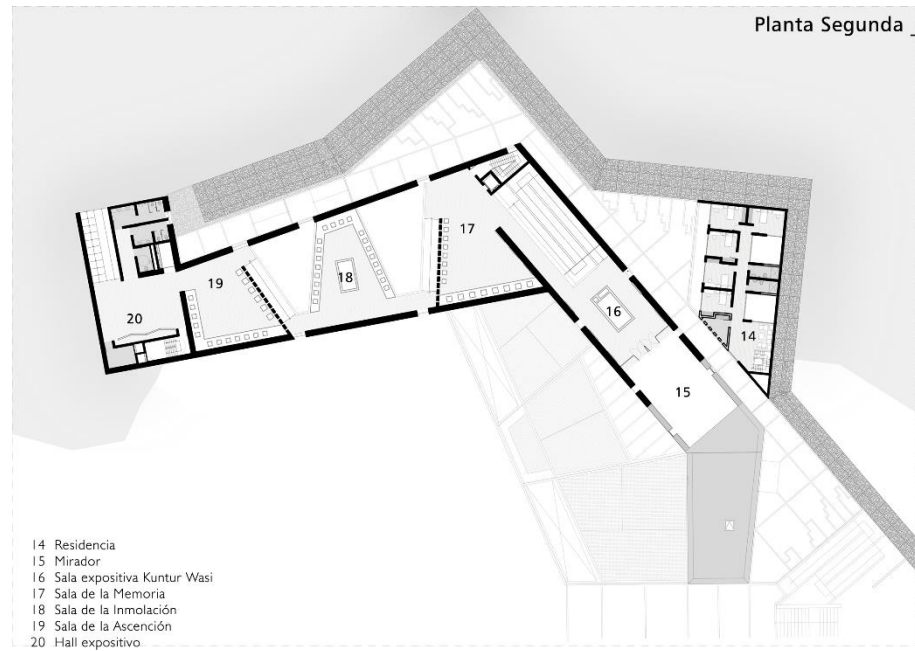 Planta Segunda _
17
19
18
16
20
14
15
14 Residencia
15 Mirador
16 Sala expositiva Kuntur Wasi
17 Sala de la Memoria
18 Sala de la Inmolación
19 Sala de la Ascención
20 Hall expositivo